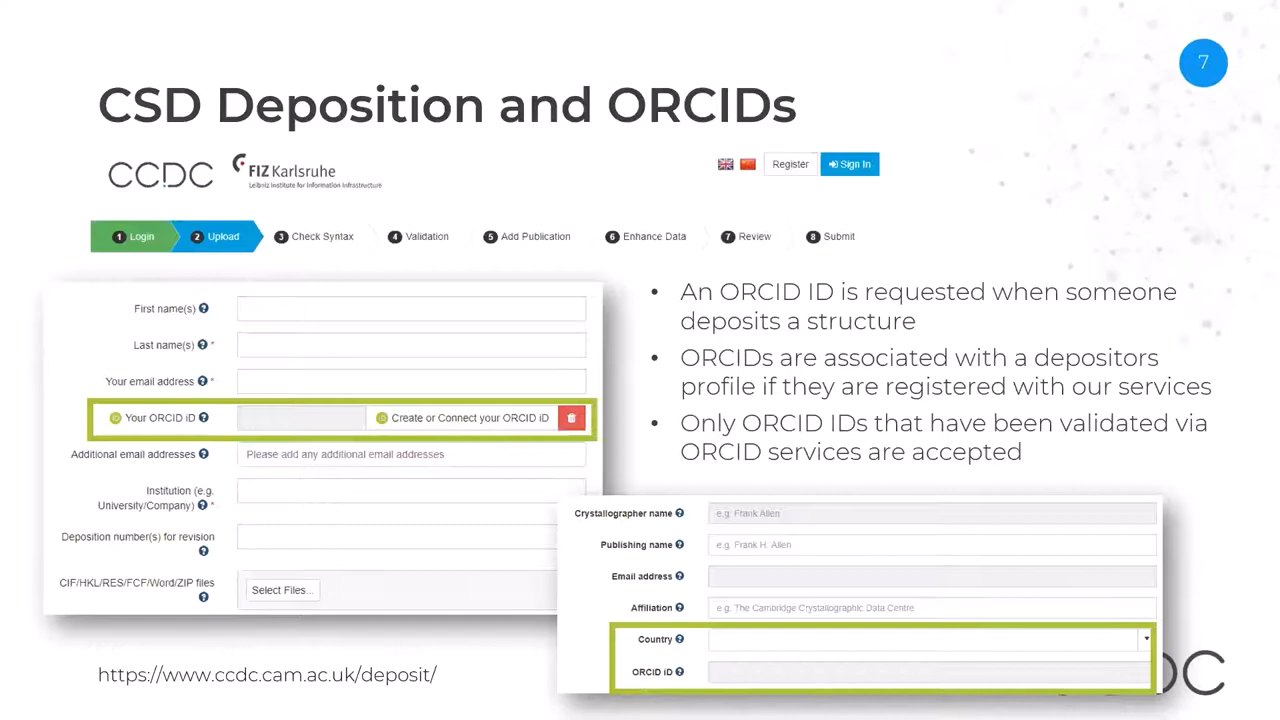 7
CSD Deposition and ORCIDs
CCDC
FIZ Karlsruhe
Leibniz Institute for Information Infrastructure
Register
Sign In
1 Login
2 Upload
3 Check Syntax
4 Validation
5 Add Publication
6 Enhance Data
7 Review
8 Submit
First name(s) ?
Last name(s) ? *
Your email address ? *
iD Your ORCID iD ?
iD Create or Connect your ORCID iD
Additional email addresses ?
Please add any additional email addresses
Institution (e.g.
University/Company) ? *
Deposition number(s) for revision
?
CIF/HKL/RES/FCF/Word/ZIP files
?
Select Files...
• An ORCID ID is requested when someone
deposits a structure
• ORCIDs are associated with a depositors
profile if they are registered with our services
• Only ORCID IDs that have been validated via
ORCID services are accepted
Crystallographer name ?
e.g. Frank Allen
Publishing name ?
e.g. Frank H. Allen
Email address ?
Affiliation ?
e.g. The Cambridge Crystallographic Data Centre
Country ?
ORCID iD ?
https://www.ccdc.cam.ac.uk/deposit/
DC